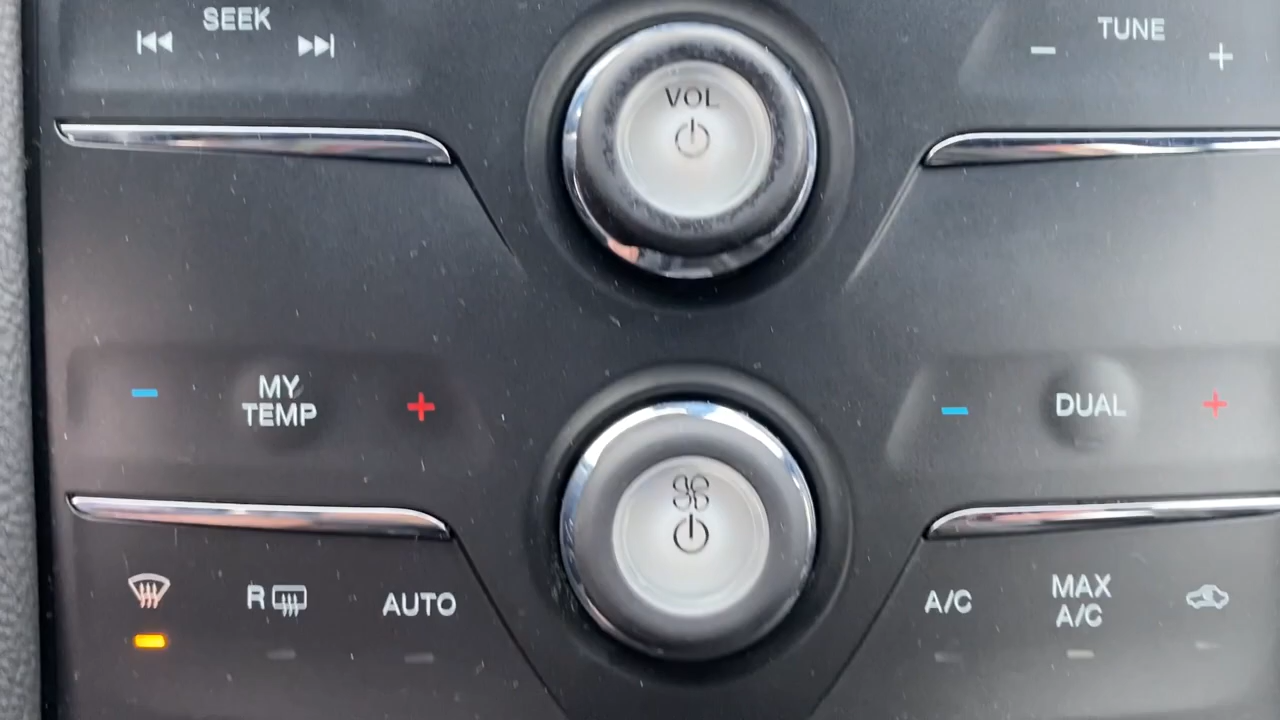 SEEK
TUNE
− +
VOL
− MY
TEMP +
− DUAL +
R
AUTO
A/C
MAX
A/C